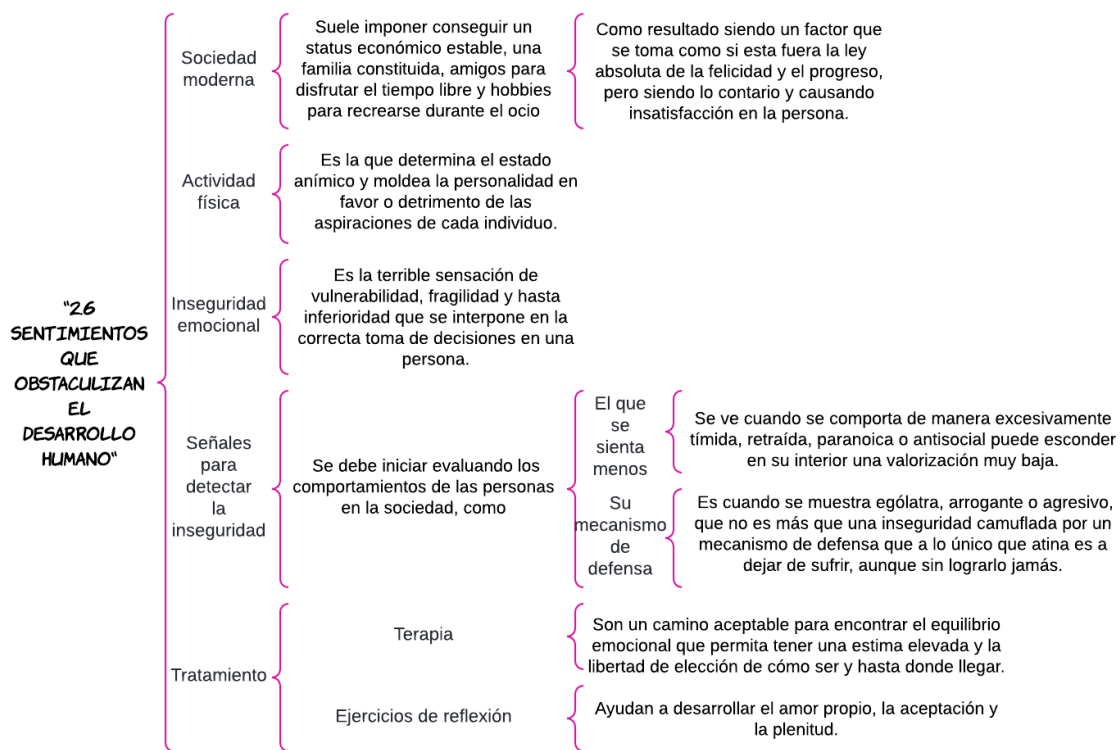 "2.6
SENTIMIENTOS
QUE
OBSTACULIZAN
EL
DESARROLLO
HUMANO"
Sociedad
moderna
Suele imponer conseguir un
status económico estable, una
familia constituida, amigos para
disfrutar el tiempo libre y hobbies
para recrearse durante el ocio
Como resultado siendo un factor que
se toma como si esta fuera la ley
absoluta de la felicidad y el progreso,
pero siendo lo contario y causando
insatisfacción en la persona.
Actividad
física
Es la que determina el estado
anímico y moldea la personalidad en
favor o detrimento de las
aspiraciones de cada individuo.
Inseguridad
emocional
Es la terrible sensación de
vulnerabilidad, fragilidad y hasta
inferioridad que se interpone en la
correcta toma de decisiones en una
persona.
Señales
para
detectar
la
inseguridad
Se debe iniciar evaluando los
comportamientos de las personas
en la sociedad, como
El que
se
sienta
menos
Se ve cuando se comporta de manera excesivamente
tímida, retraída, paranoica o antisocial puede esconder
en su interior una valorización muy baja.
Su
mecanismo
de
defensa
Es cuando se muestra ególatra, arrogante o agresivo,
que no es más que una inseguridad camuflada por un
mecanismo de defensa que a lo único que atina es a
dejar de sufrir, aunque sin lograrlo jamás.
Tratamiento
Terapia
Son un camino aceptable para encontrar el equilibrio
emocional que permita tener una estima elevada y la
libertad de elección de cómo ser y hasta donde llegar.
Ejercicios de reflexión
Ayudan a desarrollar el amor propio, la aceptación y
la plenitud.